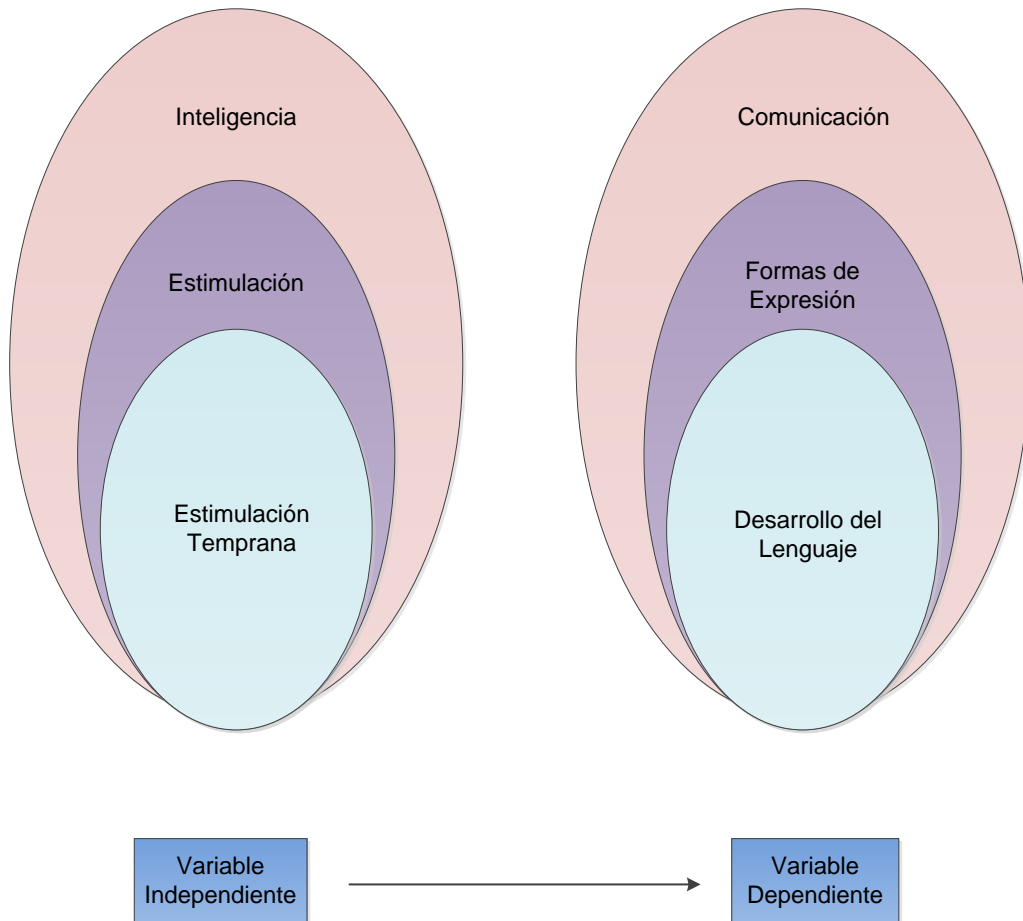 Inteligencia
Estimulación
Estimulación
Temprana
Comunicación
Formas de
Expresión
Desarrollo del
Lenguaje
Variable
Independiente
Variable
Dependiente